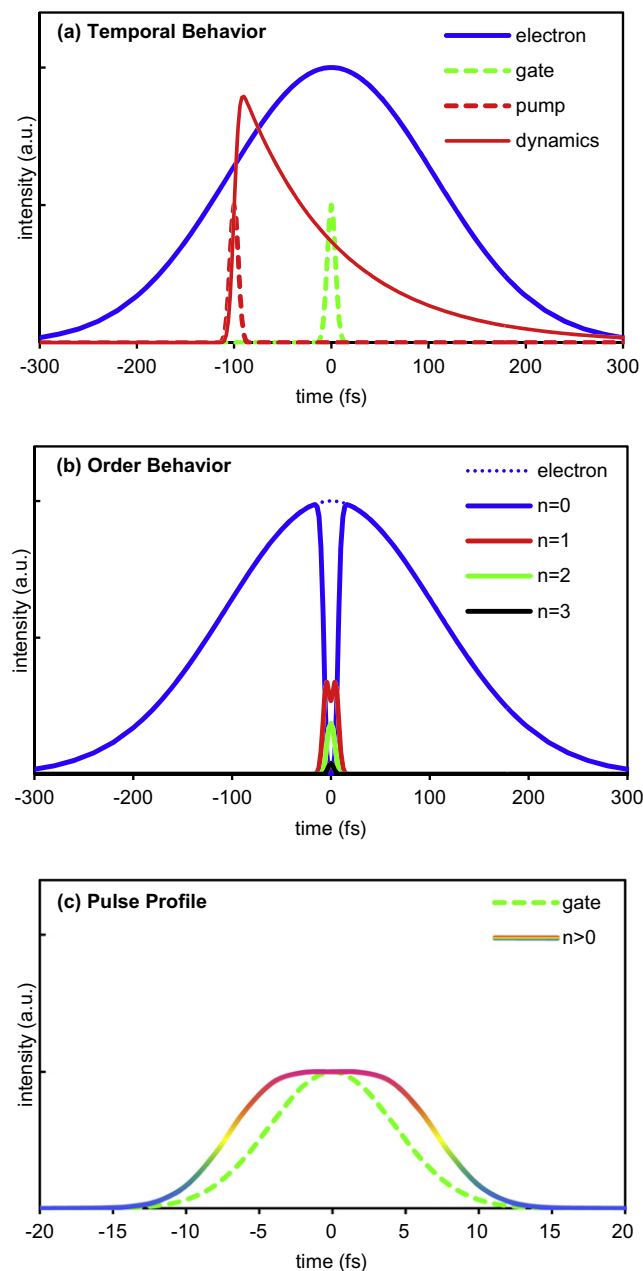 (a) Temporal Behavior
electron
gate
pump
dynamics
intensity (a.u.)
-300 -200 -100 0 100 200 300
time (fs)
(b) Order Behavior
electron
n=0
n=1
n=2
n=3
intensity (a.u.)
-300 -200 -100 0 100 200 300
time (fs)
(c) Pulse Profile
gate
n>0
intensity (a.u.)
-20 -15 -10 -5 0 5 10 15 20
time (fs)